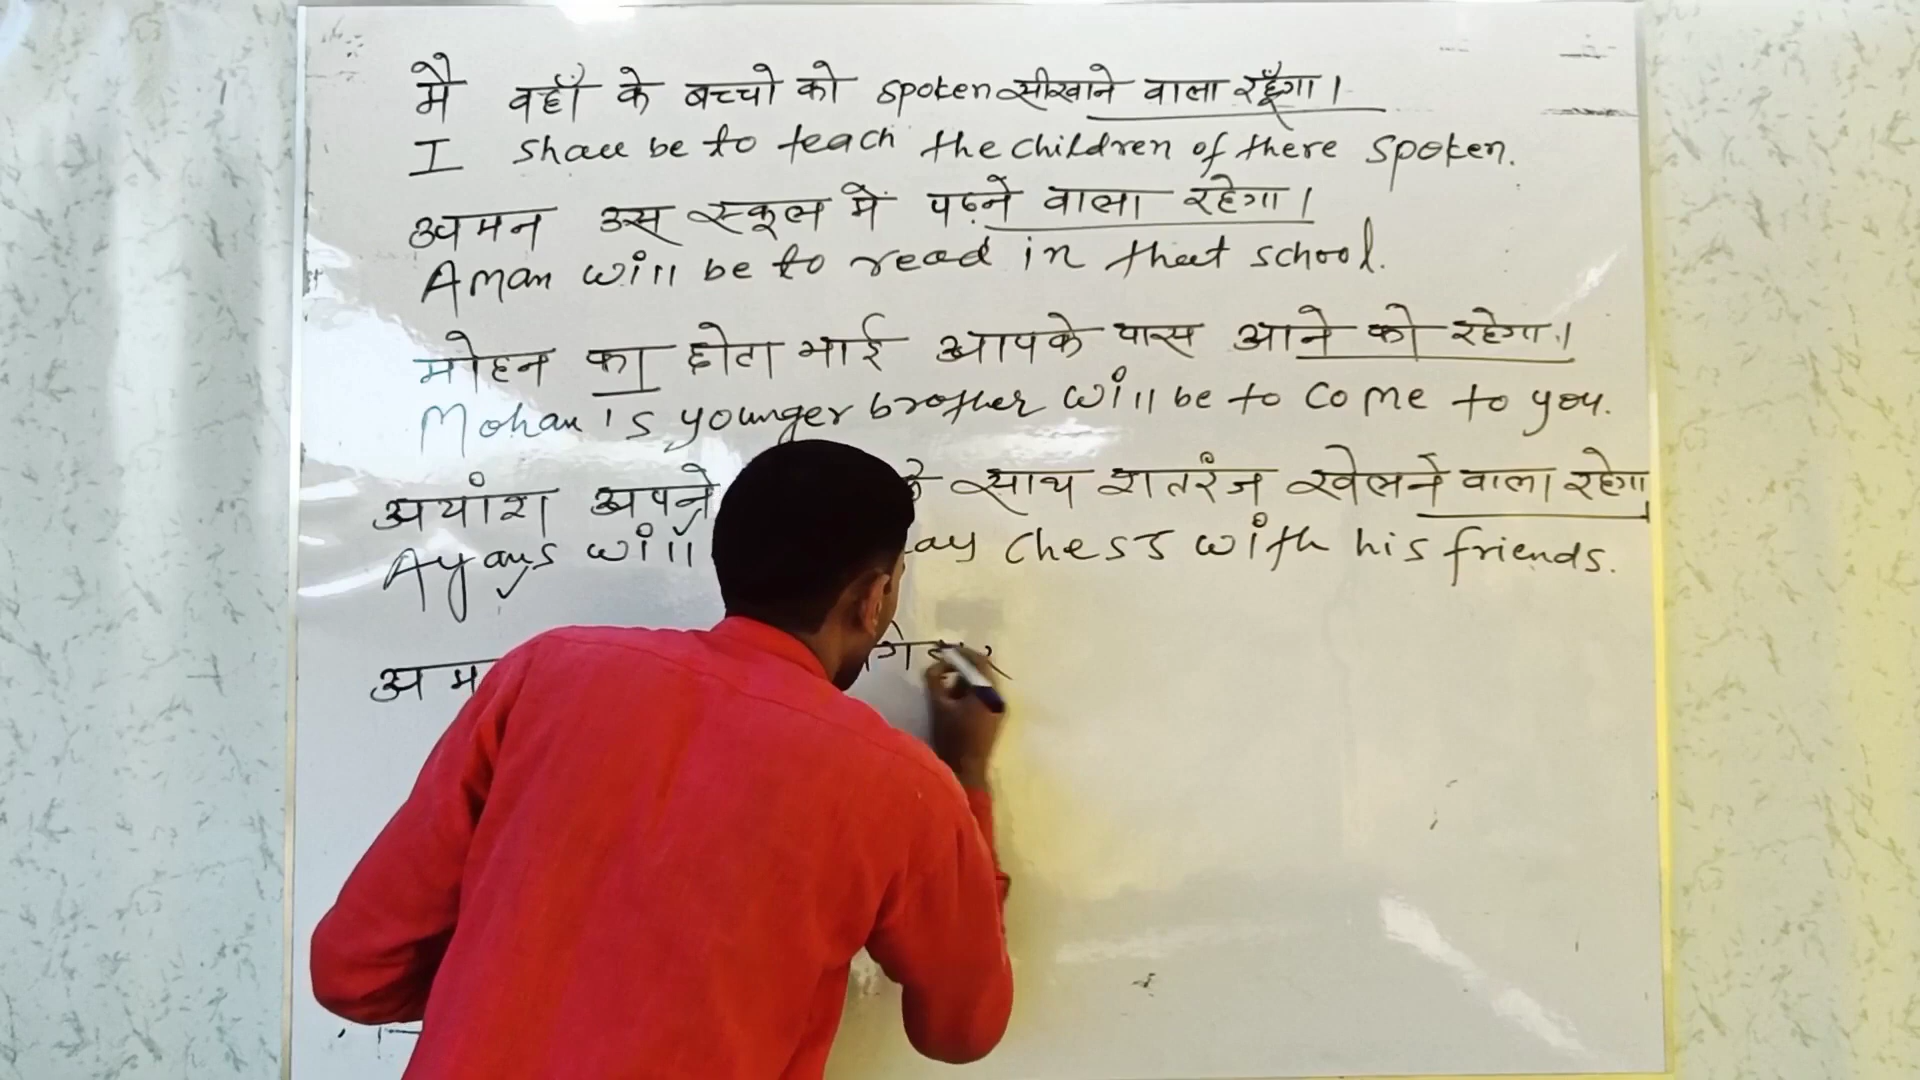 मै वहाँ के बच्चो को spoken सीखाने वाला रहूँगा।
I shall be to teach the children of there spoken.
अमन उस स्कूल में पढ़ने वाला रहेगा।
Aman will be to read in that school.
मोहन का छोटा भाई आपके पास आने को रहेगा।
Mohan's younger brother will be to come to you.
अयांश अपने के साथ शतरंज खेलने वाला रहेगा
Ayans will chess with his friends.